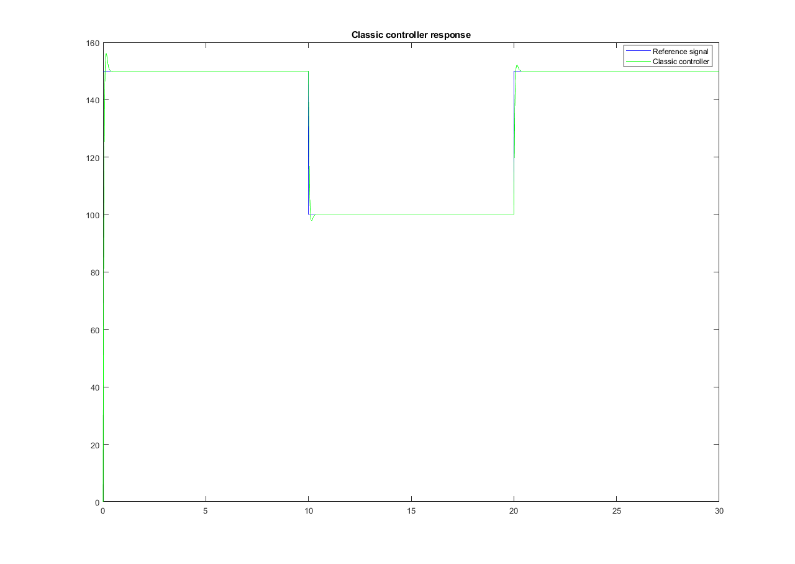 Classic controller response
Reference signal
Classic controller
160
140
120
100
80
60
40
20
0
0 5 10 15 20 25 30